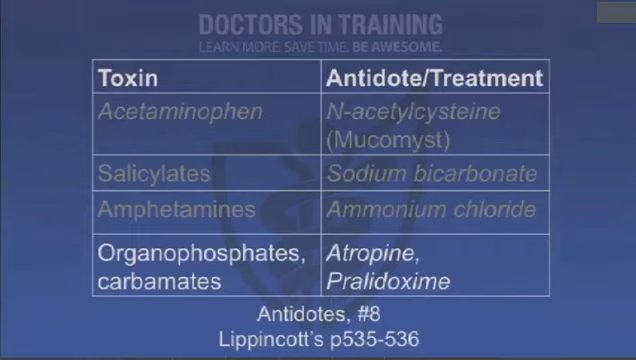 DOCTORS IN TRAINING
LEARN MORE. SAVE TIME. BE AWESOME.
Toxin Antidote/Treatment
Acetaminophen N-acetylcysteine
(Mucomyst)
Salicylates Sodium bicarbonate
Amphetamines Ammonium chloride
Organophosphates, Atropine,
carbamates Pralidoxime
Antidotes, #8
Lippincott's p535-536